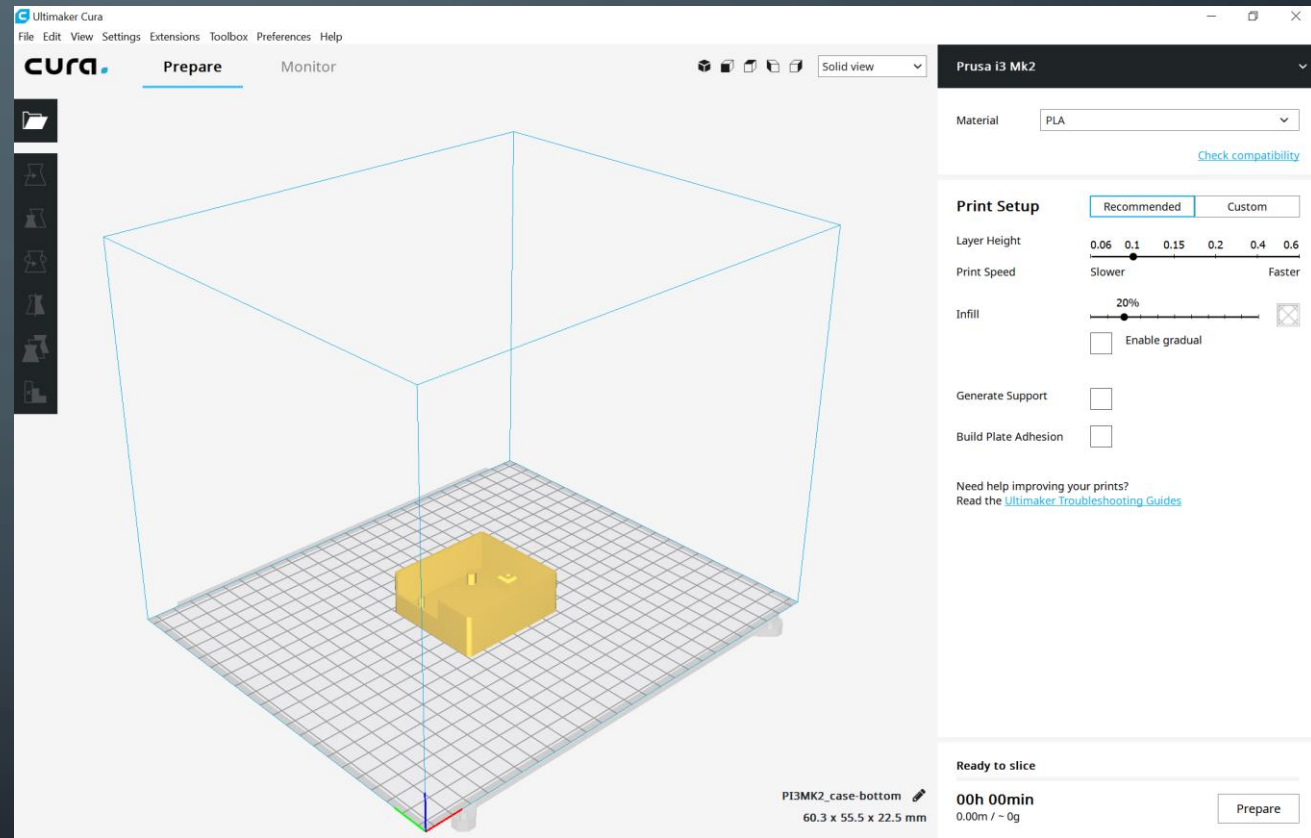 Ultimaker Cura
File Edit View Settings Extensions Toolbox Preferences Help
cura.
Prepare
Monitor
Solid view
Prusa i3 Mk2
Material
PLA
Check compatibility
Print Setup
Recommended
Custom
Layer Height
0.06 0.1 0.15 0.2 0.4 0.6
Print Speed
Slower
Faster
20%
Infill
Enable gradual
Generate Support
Build Plate Adhesion
Need help improving your prints?
Read the Ultimaker Troubleshooting Guides
PI3MK2_case-bottom
60.3 x 55.5 x 22.5 mm
Ready to slice
00h 00min
0.00m / ~ 0g
Prepare